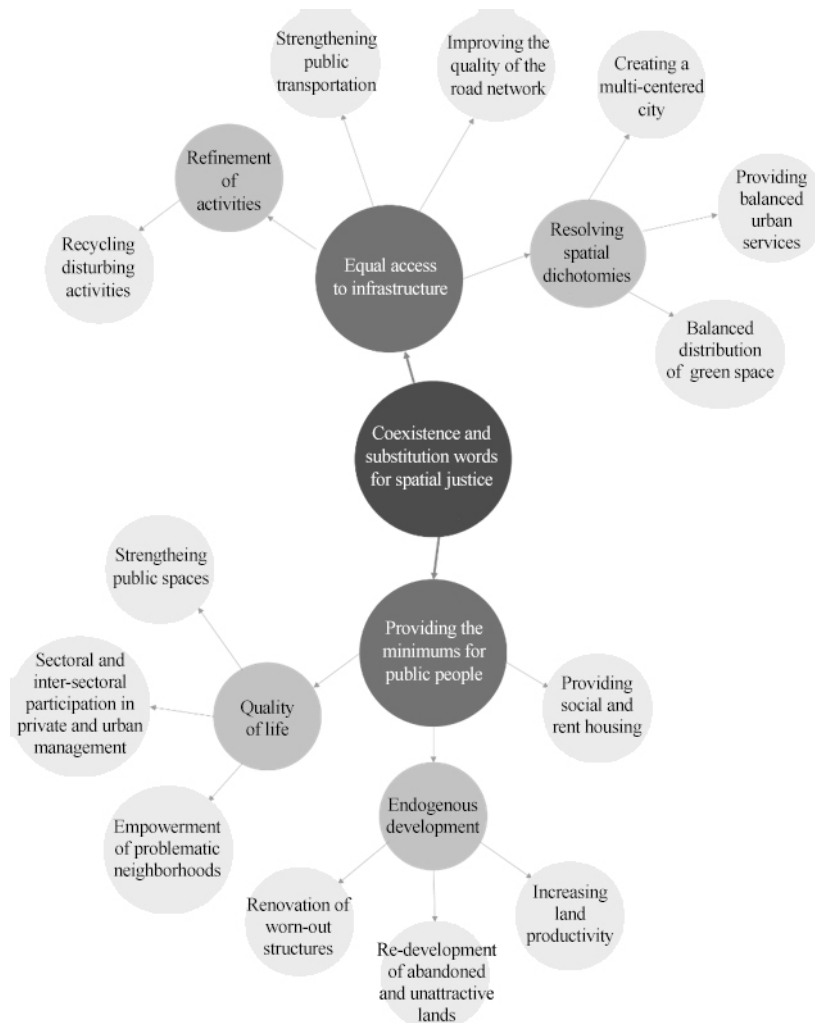 Strengthening
public
transportation
Improving the
quality of the
road network
Creating a
multi-centered
city
Refinement
of
activities
Providing
balanced
urban
services
Recycling
disturbing
activities
Equal access
to infrastructure
Resolving
spatial
dichotomies
Balanced
distribution
of green space
Coexistence and
substitution words
for spatial justice
Strengtheing
public spaces
Providing the
minimums for
public people
Sectoral and
inter-sectoral
participation in
private and urban
management
Quality
of life
Providing
social and
rent housing
Empowerment
of problematic
neighborhoods
Endogenous
development
Renovation of
worn-out
structures
Re-development
of abandoned
and unattractive
lands
Increasing
land
productivity